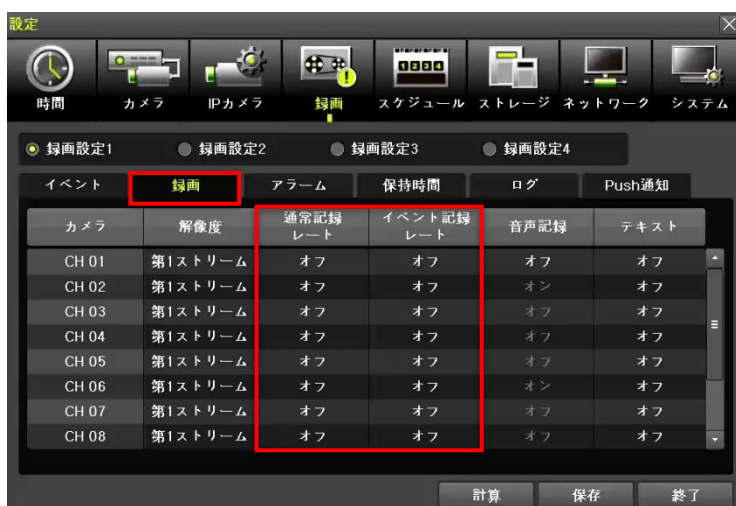 設定
時間 カメラ IPカメラ 録画 スケジュール ストレージ ネットワーク システム
録画設定1 録画設定2 録画設定3 録画設定4
イベント 録画 アラーム 保持時間 ログ Push通知
カメラ 解像度 通常記録レート イベント記録レート 音声記録 テキスト
CH 01 第1ストリーム オフ オフ オフ オフ
CH 02 第1ストリーム オフ オフ オン オフ
CH 03 第1ストリーム オフ オフ オフ オフ
CH 04 第1ストリーム オフ オフ オフ オフ
CH 05 第1ストリーム オフ オフ オフ オフ
CH 06 第1ストリーム オフ オフ オン オフ
CH 07 第1ストリーム オフ オフ オフ オフ
CH 08 第1ストリーム オフ オフ オフ オフ
計算 保存 終了